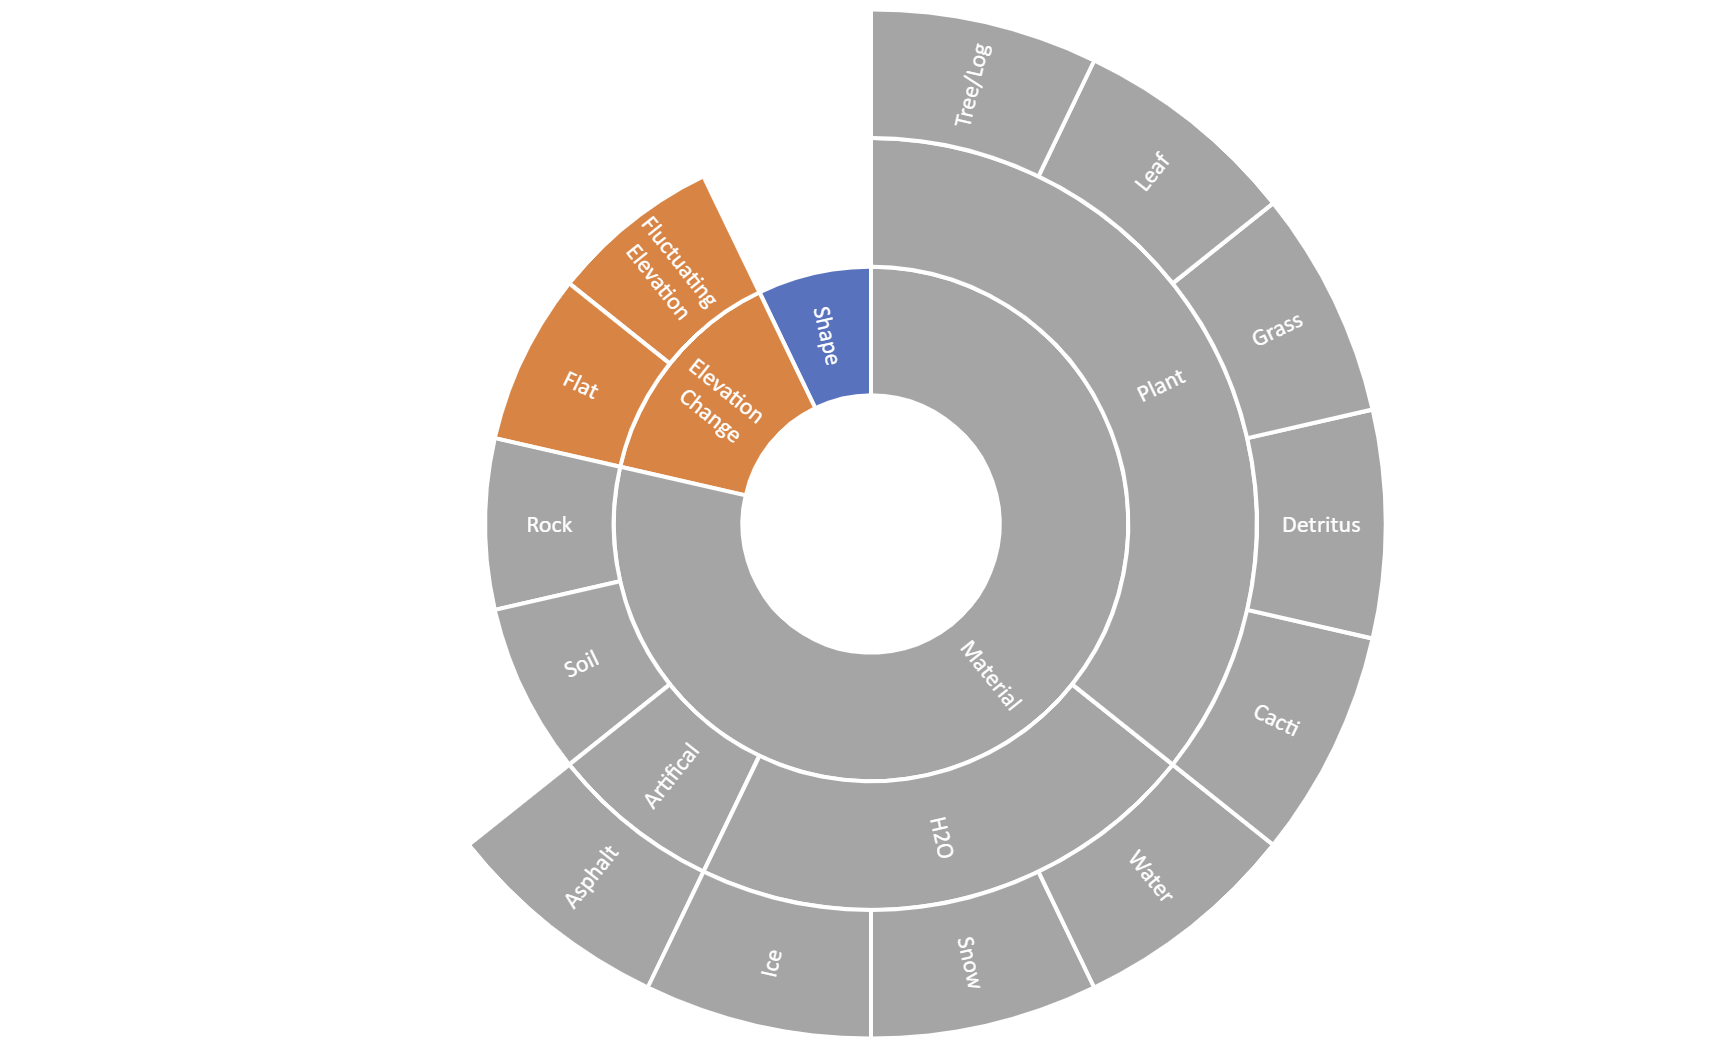 Tree/Log
Leaf
Grass
Detritus
Cacti
Plant
Water
Snow
Ice
H2O
Asphalt
Artifical
Soil
Rock
Material
Flat
Fluctuating
Elevation
Elevation
Change
Shape